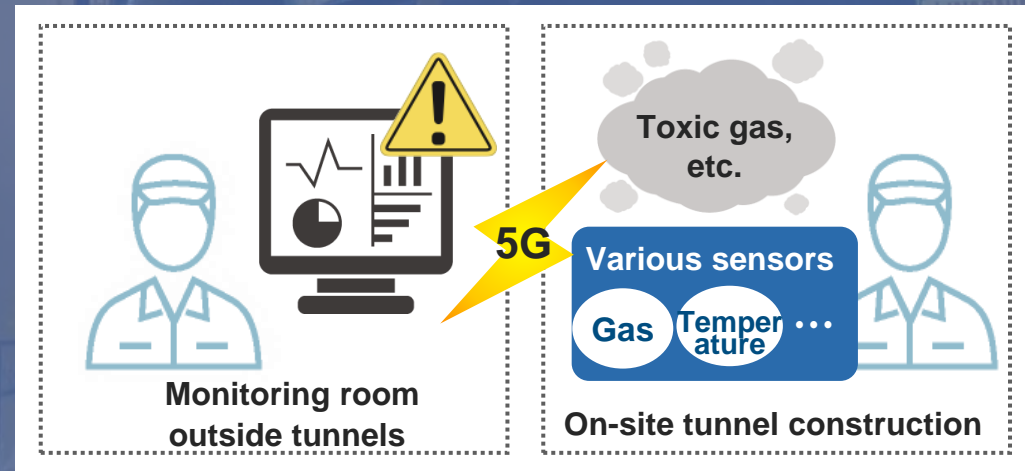 Toxic gas,
etc.
5G
Various sensors
Gas
Temper
ature
...
Monitoring room
outside tunnels
On-site tunnel construction